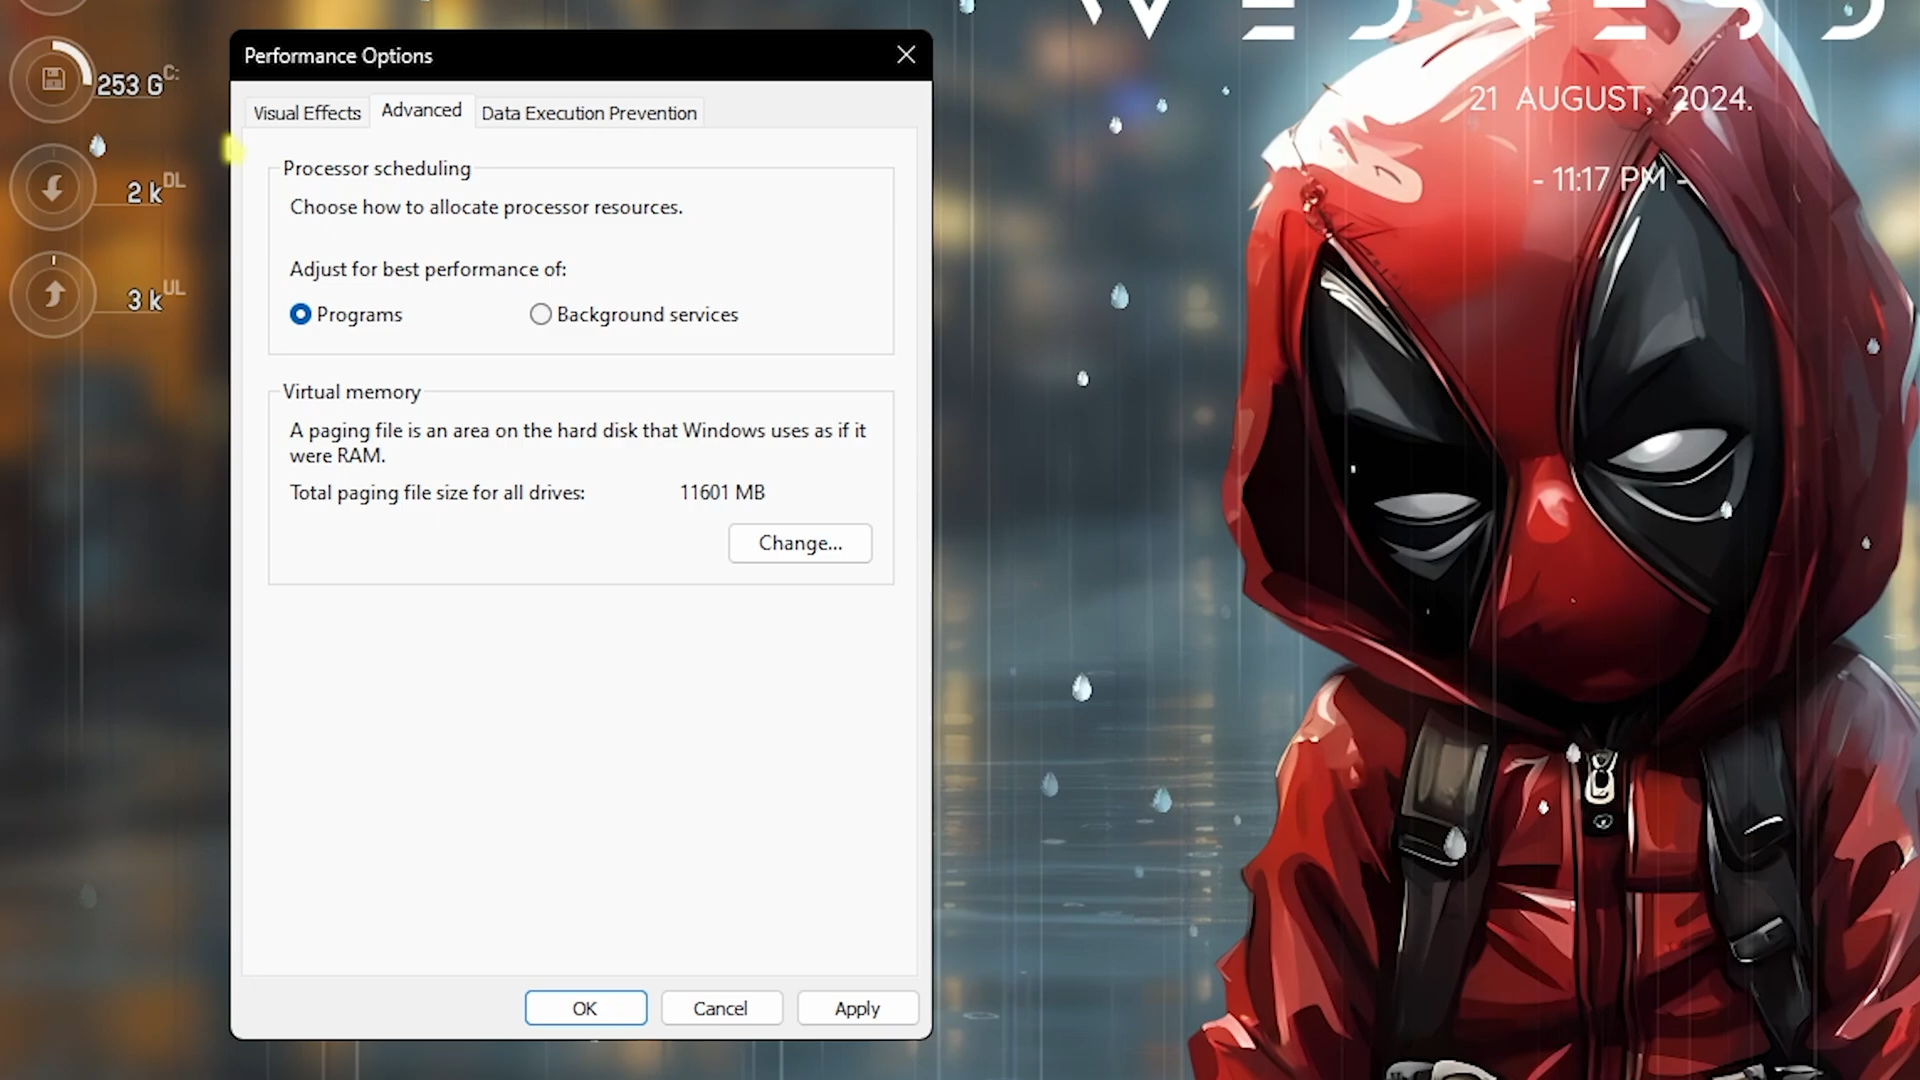 Performance Options
Visual Effects
Advanced
Data Execution Prevention
Processor scheduling
Choose how to allocate processor resources.
Adjust for best performance of:
Programs
Background services
Virtual memory
A paging file is an area on the hard disk that Windows uses as if it
were RAM.
Total paging file size for all drives: 11601 MB
Change...
OK
Cancel
Apply
253 G C:
2 k DL
3 k UL
21 AUGUST, 2024.
- 11:17 PM -